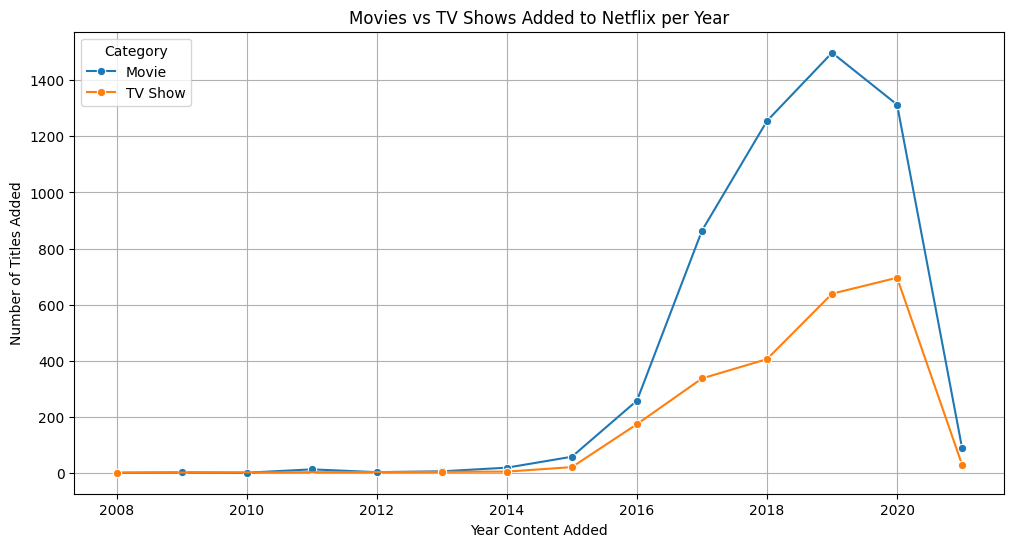 Movies vs TV Shows Added to Netflix per Year
Category
Movie
TV Show
Number of Titles Added
1400
1200
1000
800
600
400
200
0
2008
2010
2012
2014
2016
2018
2020
Year Content Added